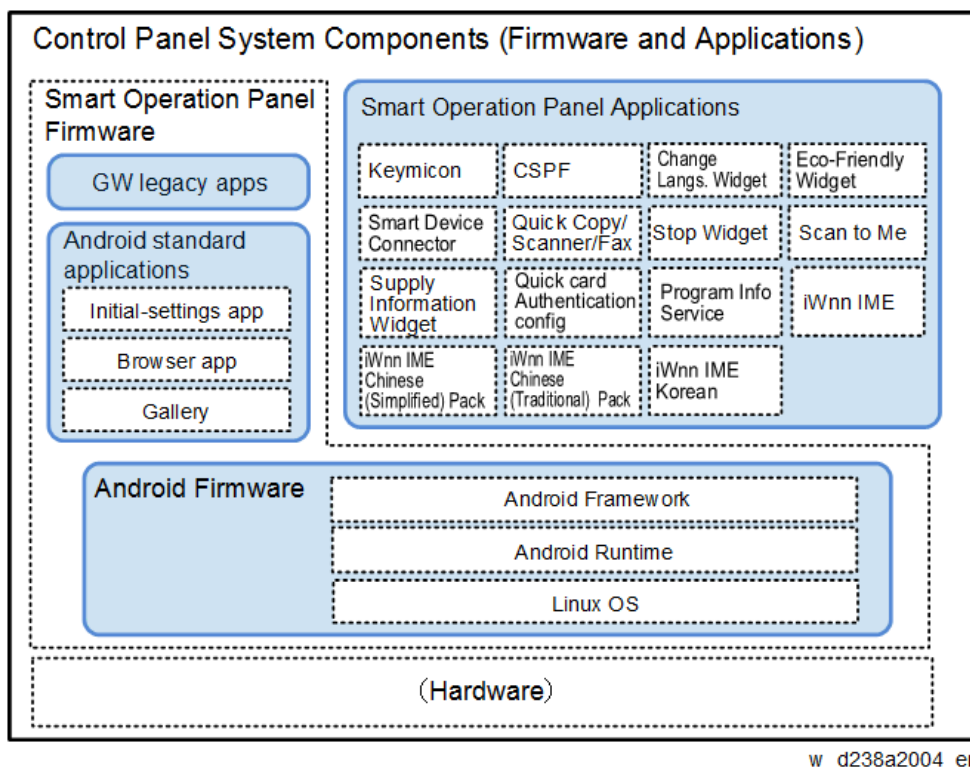 Control Panel System Components (Firmware and Applications)
Smart Operation Panel
Firmware
GW legacy apps
Android standard
applications
Initial-settings app
Browser app
Gallery
Smart Operation Panel Applications
Keymicon
CSPF
Change
Langs. Widget
Eco-Friendly
Widget
Smart Device
Connector
Quick Copy/
Scanner/Fax
Stop Widget
Scan to Me
Supply
Information
Widget
Quick card
Authentication
config
Program Info
Service
iWnn IME
iWnn IME
Chinese
(Simplified) Pack
iWnn IME
Chinese
(Traditional) Pack
iWnn IME
Korean
Android Firmware
Android Framework
Android Runtime
Linux OS
(Hardware)
w_d238a2004_en